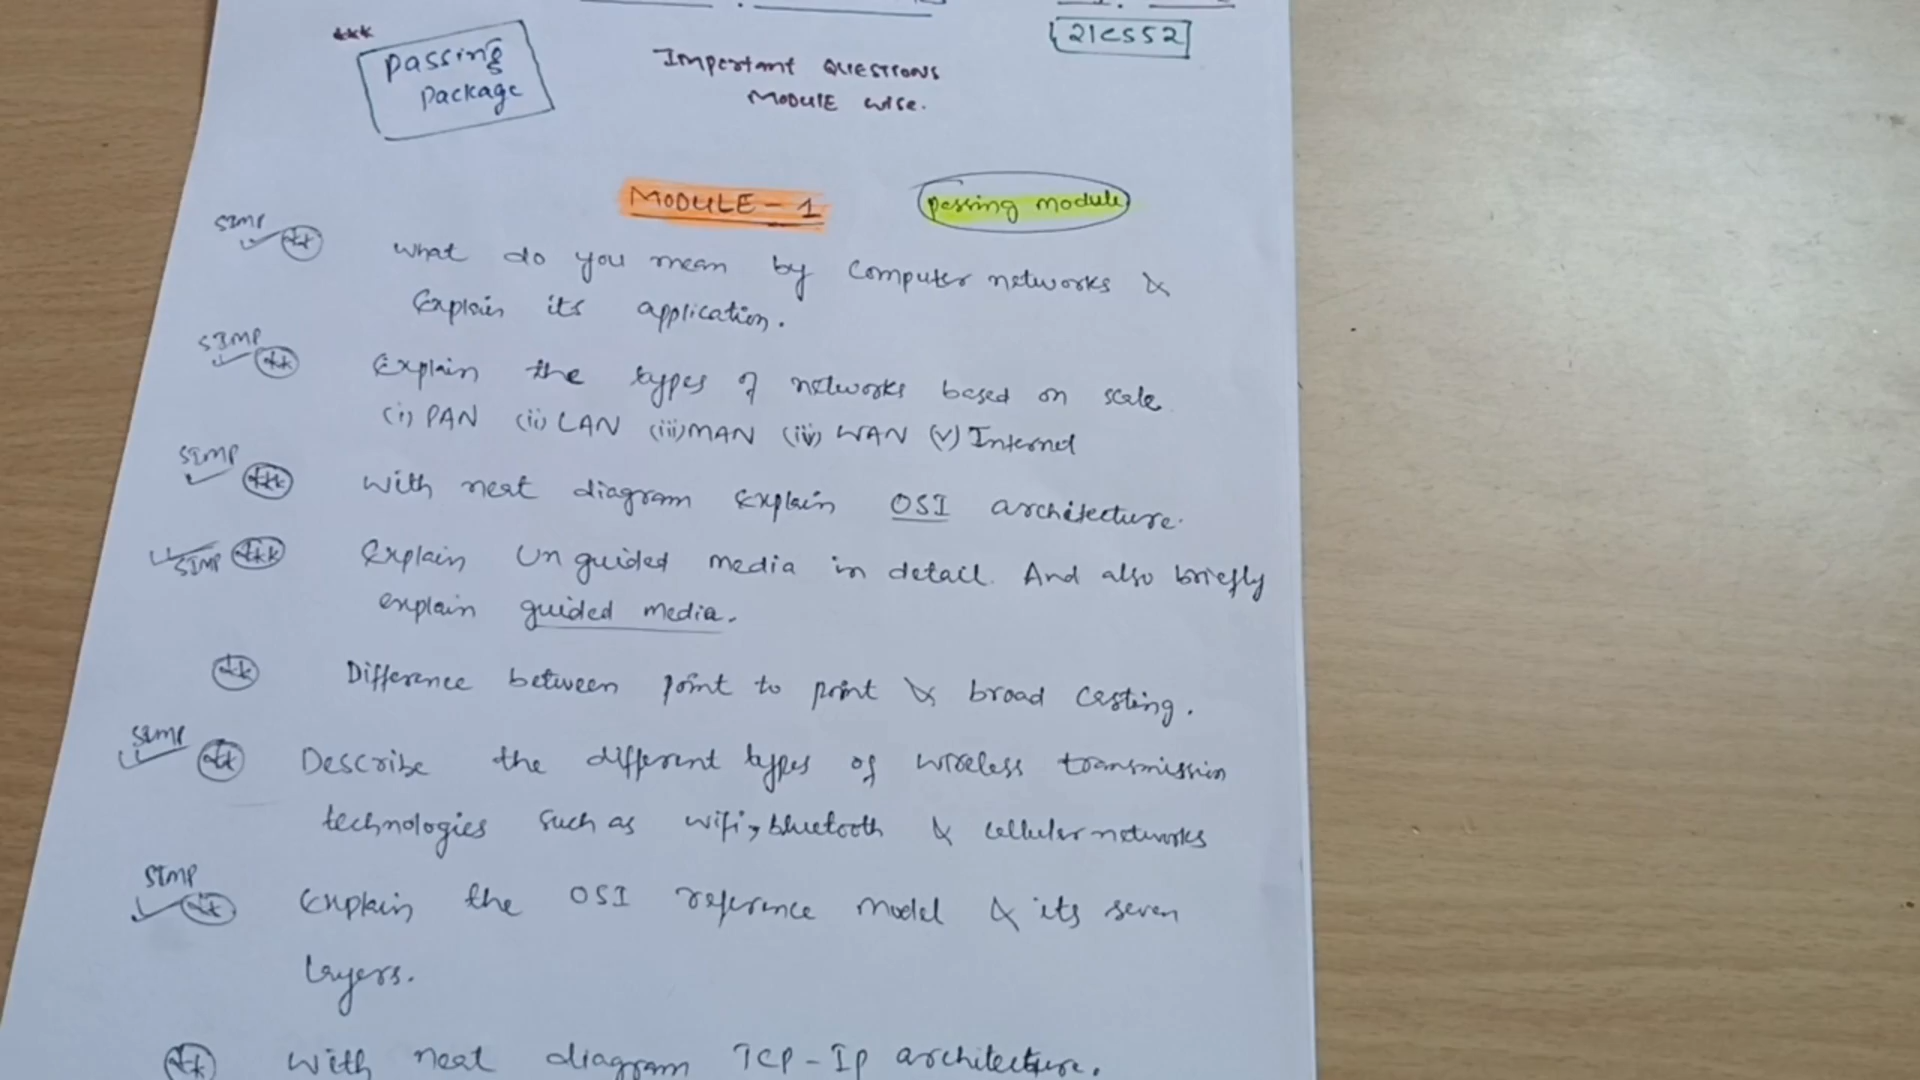 ***
passing
package
21CS52
Important QUESTIONS
MODULE wise.
MODULE - 1
passing module
SIMP
** what do you mean by computer networks &
Explain its application.
SIMP
** Explain the types of networks based on scale
(i) PAN (ii) LAN (iii) MAN (iv) WAN (v) Internet
SIMP
*** With neat diagram explain OSI architecture.
SIMP *** Explain Un guided media in detail. And also briefly
explain guided media.
** Difference between point to point & broad casting.
SIMP
** Describe the different types of wireless transmission
technologies such as wifi, bluetooth & cellular networks
SIMP
** Explain the OSI reference model & its seven
layers.
** With neat diagram TCP-IP architecture.